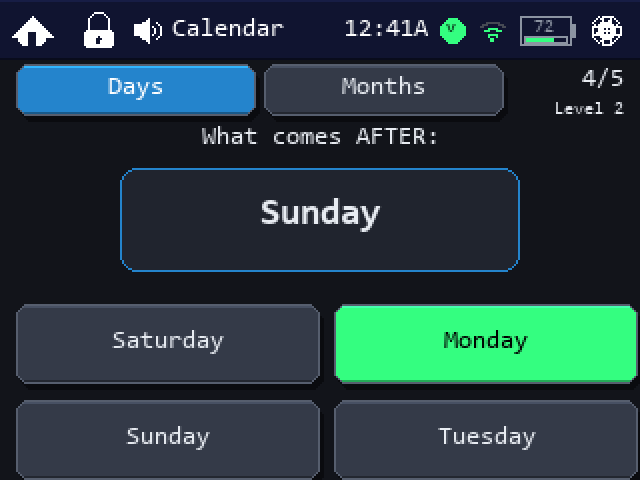 Calendar 12:41A V 72
Days Months 4/5
Level 2
What comes AFTER:
Sunday
Saturday Monday
Sunday Tuesday